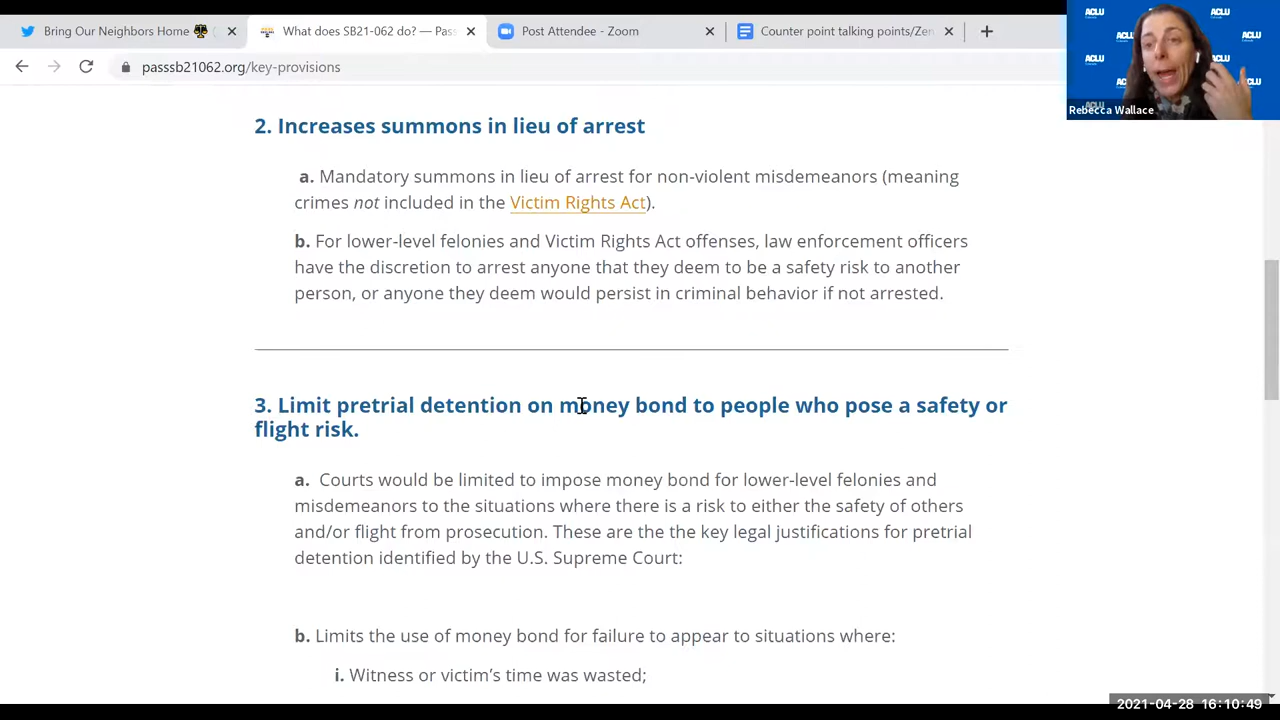 Bring Our Neighbors Home
What does SB21-062 do? — Pass
Post Attendee - Zoom
Counter point talking points/Zen
passsb21062.org/key-provisions
ACLU
ACLU
ACLU
ACLU
ACLU
Rebecca Wallace
2. Increases summons in lieu of arrest
a. Mandatory summons in lieu of arrest for non-violent misdemeanors (meaning
crimes not included in the Victim Rights Act).
b. For lower-level felonies and Victim Rights Act offenses, law enforcement officers
have the discretion to arrest anyone that they deem to be a safety risk to another
person, or anyone they deem would persist in criminal behavior if not arrested.
3. Limit pretrial detention on money bond to people who pose a safety or
flight risk.
a. Courts would be limited to impose money bond for lower-level felonies and
misdemeanors to the situations where there is a risk to either the safety of others
and/or flight from prosecution. These are the the key legal justifications for pretrial
detention identified by the U.S. Supreme Court:
b. Limits the use of money bond for failure to appear to situations where:
i. Witness or victim's time was wasted;
2021-04-28 16:10:49